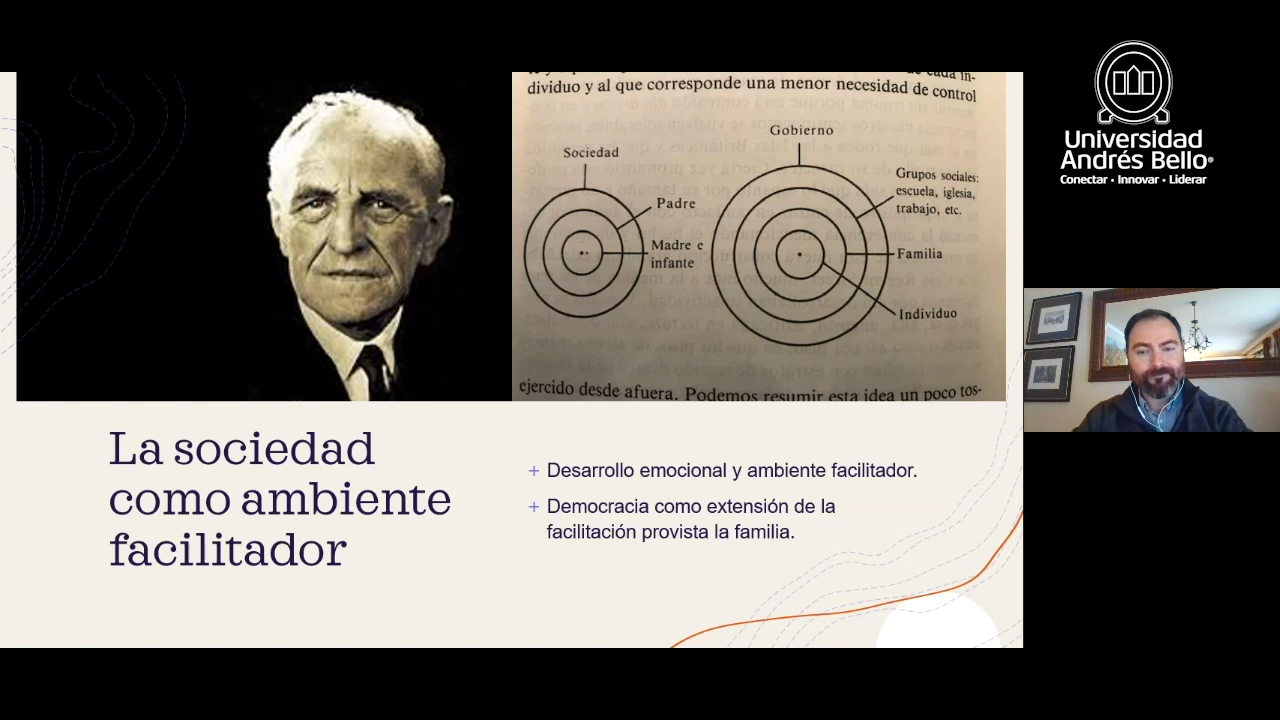 cada in-
dividuo y al que corresponde una menor necesidad de control
Sociedad
Padre
Madre e
infante
Gobierno
Grupos sociales:
escuela, iglesia,
trabajo, etc.
Familia
Individuo
ejercido desde afuera. Podemos resumir esta idea un poco tos-
La sociedad
como ambiente
facilitador
+ Desarrollo emocional y ambiente facilitador.
+ Democracia como extensión de la
facilitación provista la familia.
Universidad
Andrés Bello®
Conectar • Innovar • Liderar